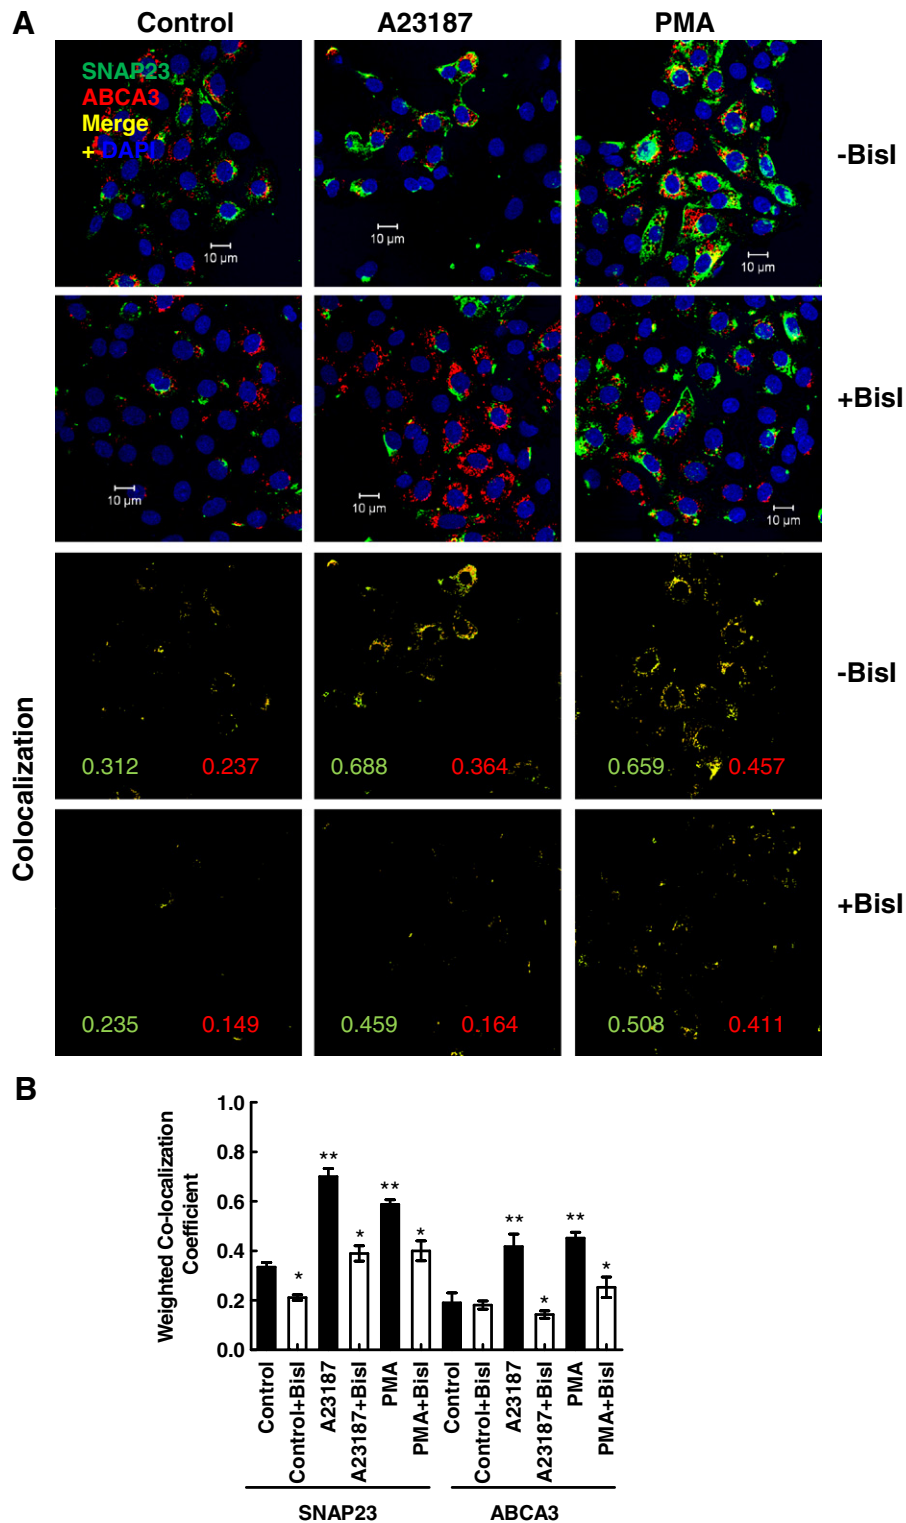 A
Control A23187 PMA
SNAP23
ABCA3
Merge
+ DAPI
-BisI
10 µm
10 µm
10 µm
+BisI
10 µm
10 µm
10 µm
Colocalization
-BisI
0.312 0.237 0.688 0.364 0.659 0.457
+BisI
0.235 0.149 0.459 0.164 0.508 0.411
B
Weighted Co-localization
Coefficient
1.0
0.8
0.6
0.4
0.2
0.0
* ** * ** * ** * ** *
Control
Control+BisI
A23187
A23187+BisI
PMA
PMA+BisI
Control
Control+BisI
A23187
A23187+BisI
PMA
PMA+BisI
SNAP23 ABCA3